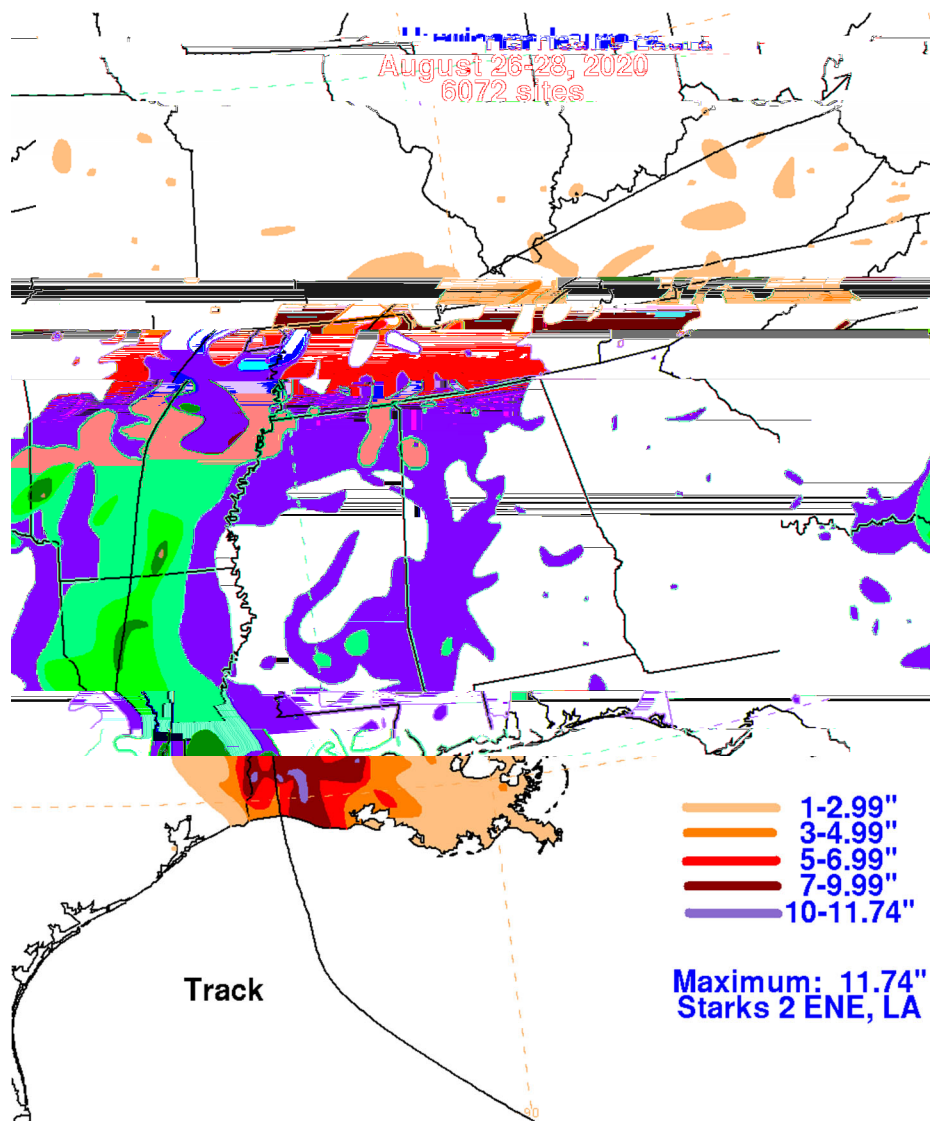 August 26-28, 2020
6072 sites
1-2.99"
3-4.99"
5-6.99"
7-9.99"
10-11.74"
Maximum: 11.74"
Starks 2 ENE, LA
Track
90